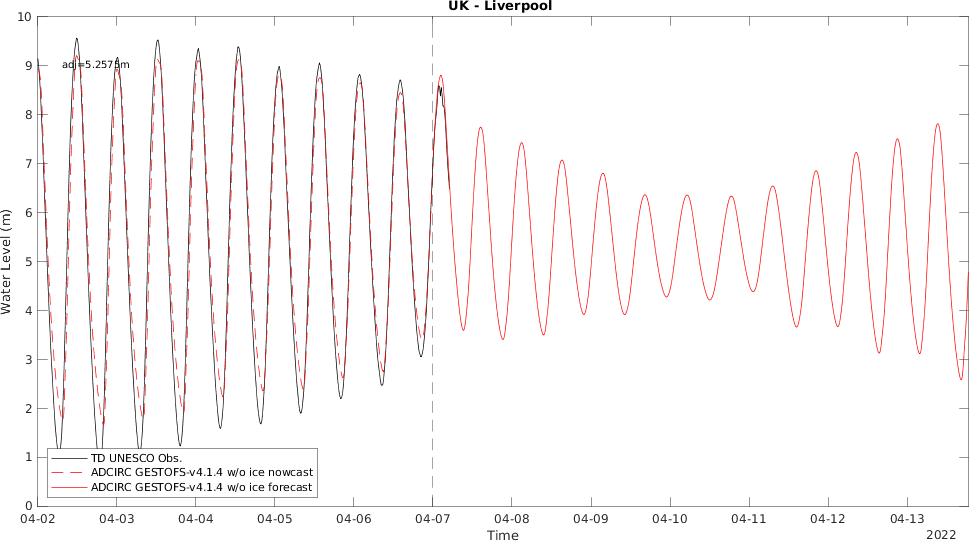 UK - Liverpool
10
9
8
7
6
5
4
3
2
1
0
Water Level (m)
adj=5.2575m
TD UNESCO Obs.
ADCIRC GESTOFS-v4.1.4 w/o ice nowcast
ADCIRC GESTOFS-v4.1.4 w/o ice forecast
04-02 04-03 04-04 04-05 04-06 04-07 04-08 04-09 04-10 04-11 04-12 04-13
Time
2022